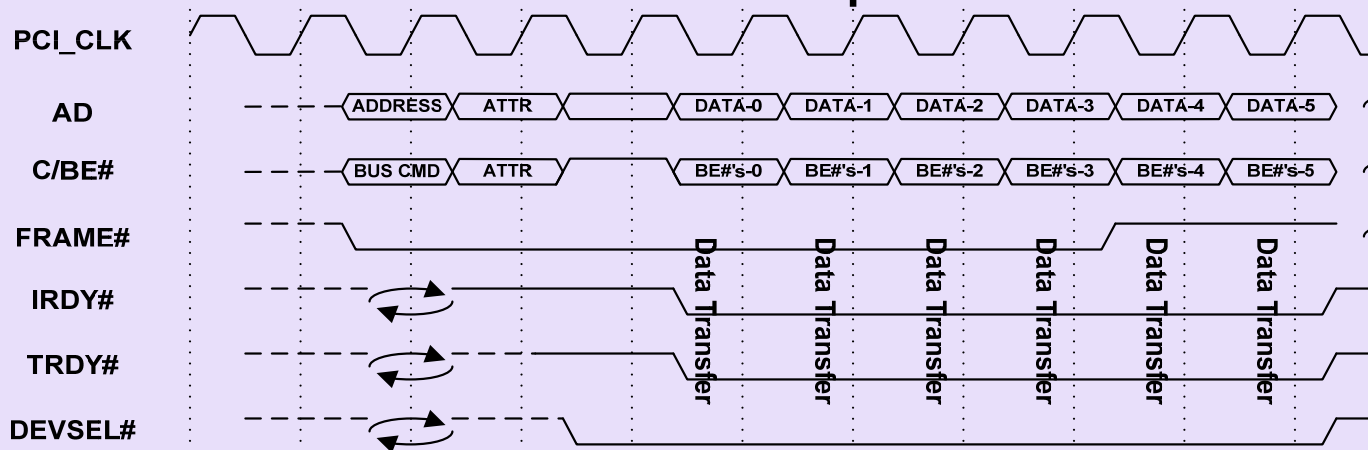 PCI_CLK
AD ADDRESS ATTR DATA-0 DATA-1 DATA-2 DATA-3 DATA-4 DATA-5
C/BE# BUS CMD ATTR BE#'s-0 BE#'s-1 BE#'s-2 BE#'s-3 BE#'s-4 BE#'s-5
FRAME#
IRDY#
TRDY#
DEVSEL#
Data Transfer
Data Transfer
Data Transfer
Data Transfer
Data Transfer
Data Transfer